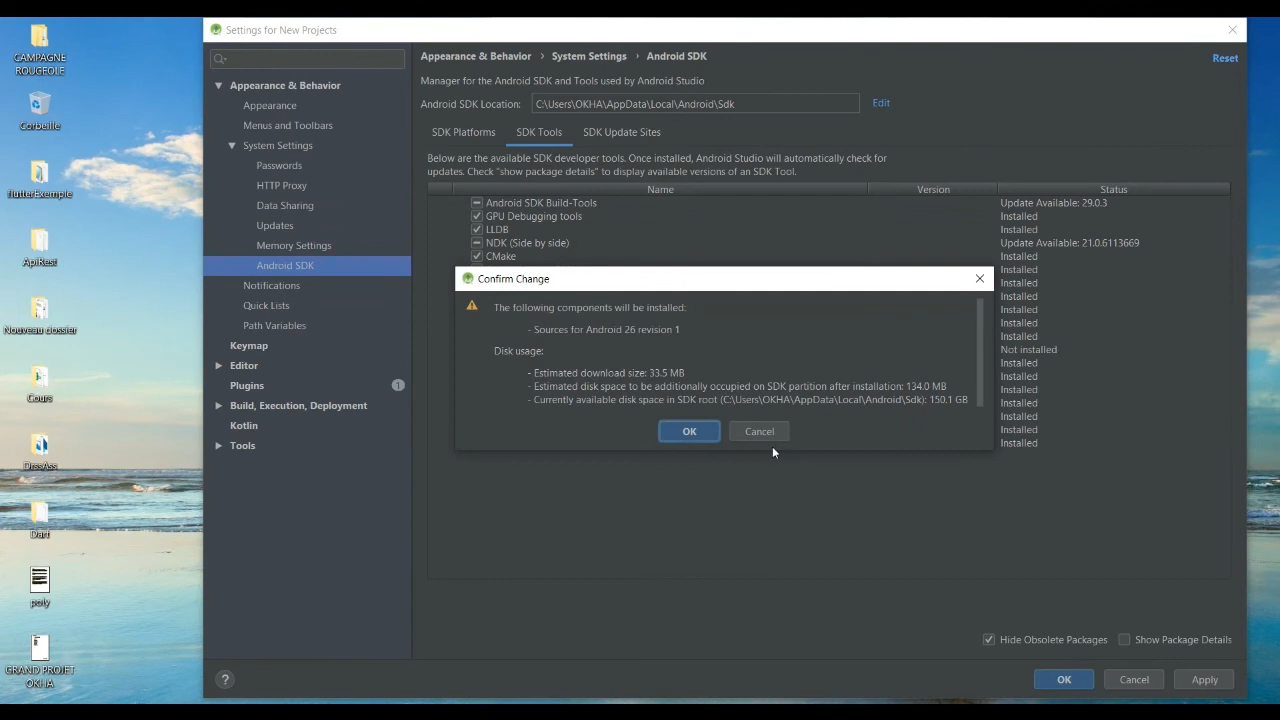 CAMPAGNE
ROUGEOLE
Corbeille
flutterExemple
ApiRest
Nouveau dossier
Cours
DrssAss
Dart
poly
GRAND PROJET
OKHA
Settings for New Projects
Appearance & Behavior
Appearance
Menus and Toolbars
System Settings
Passwords
HTTP Proxy
Data Sharing
Updates
Memory Settings
Android SDK
Notifications
Quick Lists
Path Variables
Keymap
Editor
Plugins 1
Build, Execution, Deployment
Kotlin
Tools
?
Appearance & Behavior › System Settings › Android SDK
Reset
Manager for the Android SDK and Tools used by Android Studio
Android SDK Location: C:\Users\OKHA\AppData\Local\Android\Sdk Edit
SDK Platforms SDK Tools SDK Update Sites
Below are the available SDK developer tools. Once installed, Android Studio will automatically check for
updates. Check "show package details" to display available versions of an SDK Tool.
Name Version Status
Android SDK Build-Tools Update Available: 29.0.3
GPU Debugging tools Installed
LLDB Installed
NDK (Side by side) Update Available: 21.0.6113669
CMake Installed
Installed
Installed
Installed
Installed
Installed
Installed
Not installed
Installed
Installed
Installed
Installed
Installed
Installed
Installed
Confirm Change
The following components will be installed:
- Sources for Android 26 revision 1
Disk usage:
- Estimated download size: 33.5 MB
- Estimated disk space to be additionally occupied on SDK partition after installation: 134.0 MB
- Currently available disk space in SDK root (C:\Users\OKHA\AppData\Local\Android\Sdk): 150.1 GB
OK Cancel
Hide Obsolete Packages Show Package Details
OK Cancel Apply